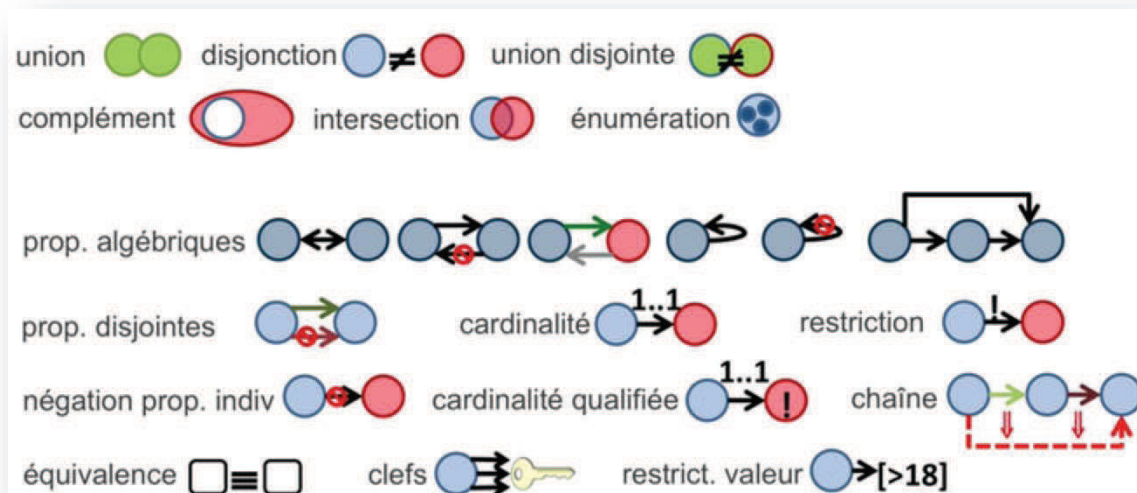 union disjonction ≠ union disjointe ≠
complément intersection énumération
prop. algébriques
prop. disjointes cardinalité 1..1 restriction !
négation prop. indiv cardinalité qualifiée 1..1 ! chaîne
équivalence ≡ clefs restrict. valeur [>18]